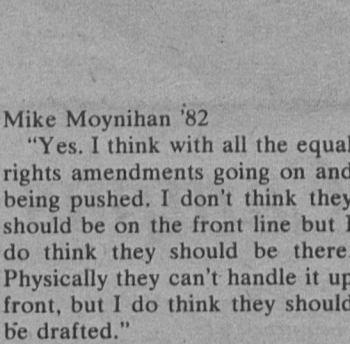 Mike Moynihan '82
"Yes. I think with all the equal
rights amendments going on and
being pushed. I don't think they
should be on the front line but I
do think they should be there.
Physically they can't handle it up
front, but I do think they should
be drafted."